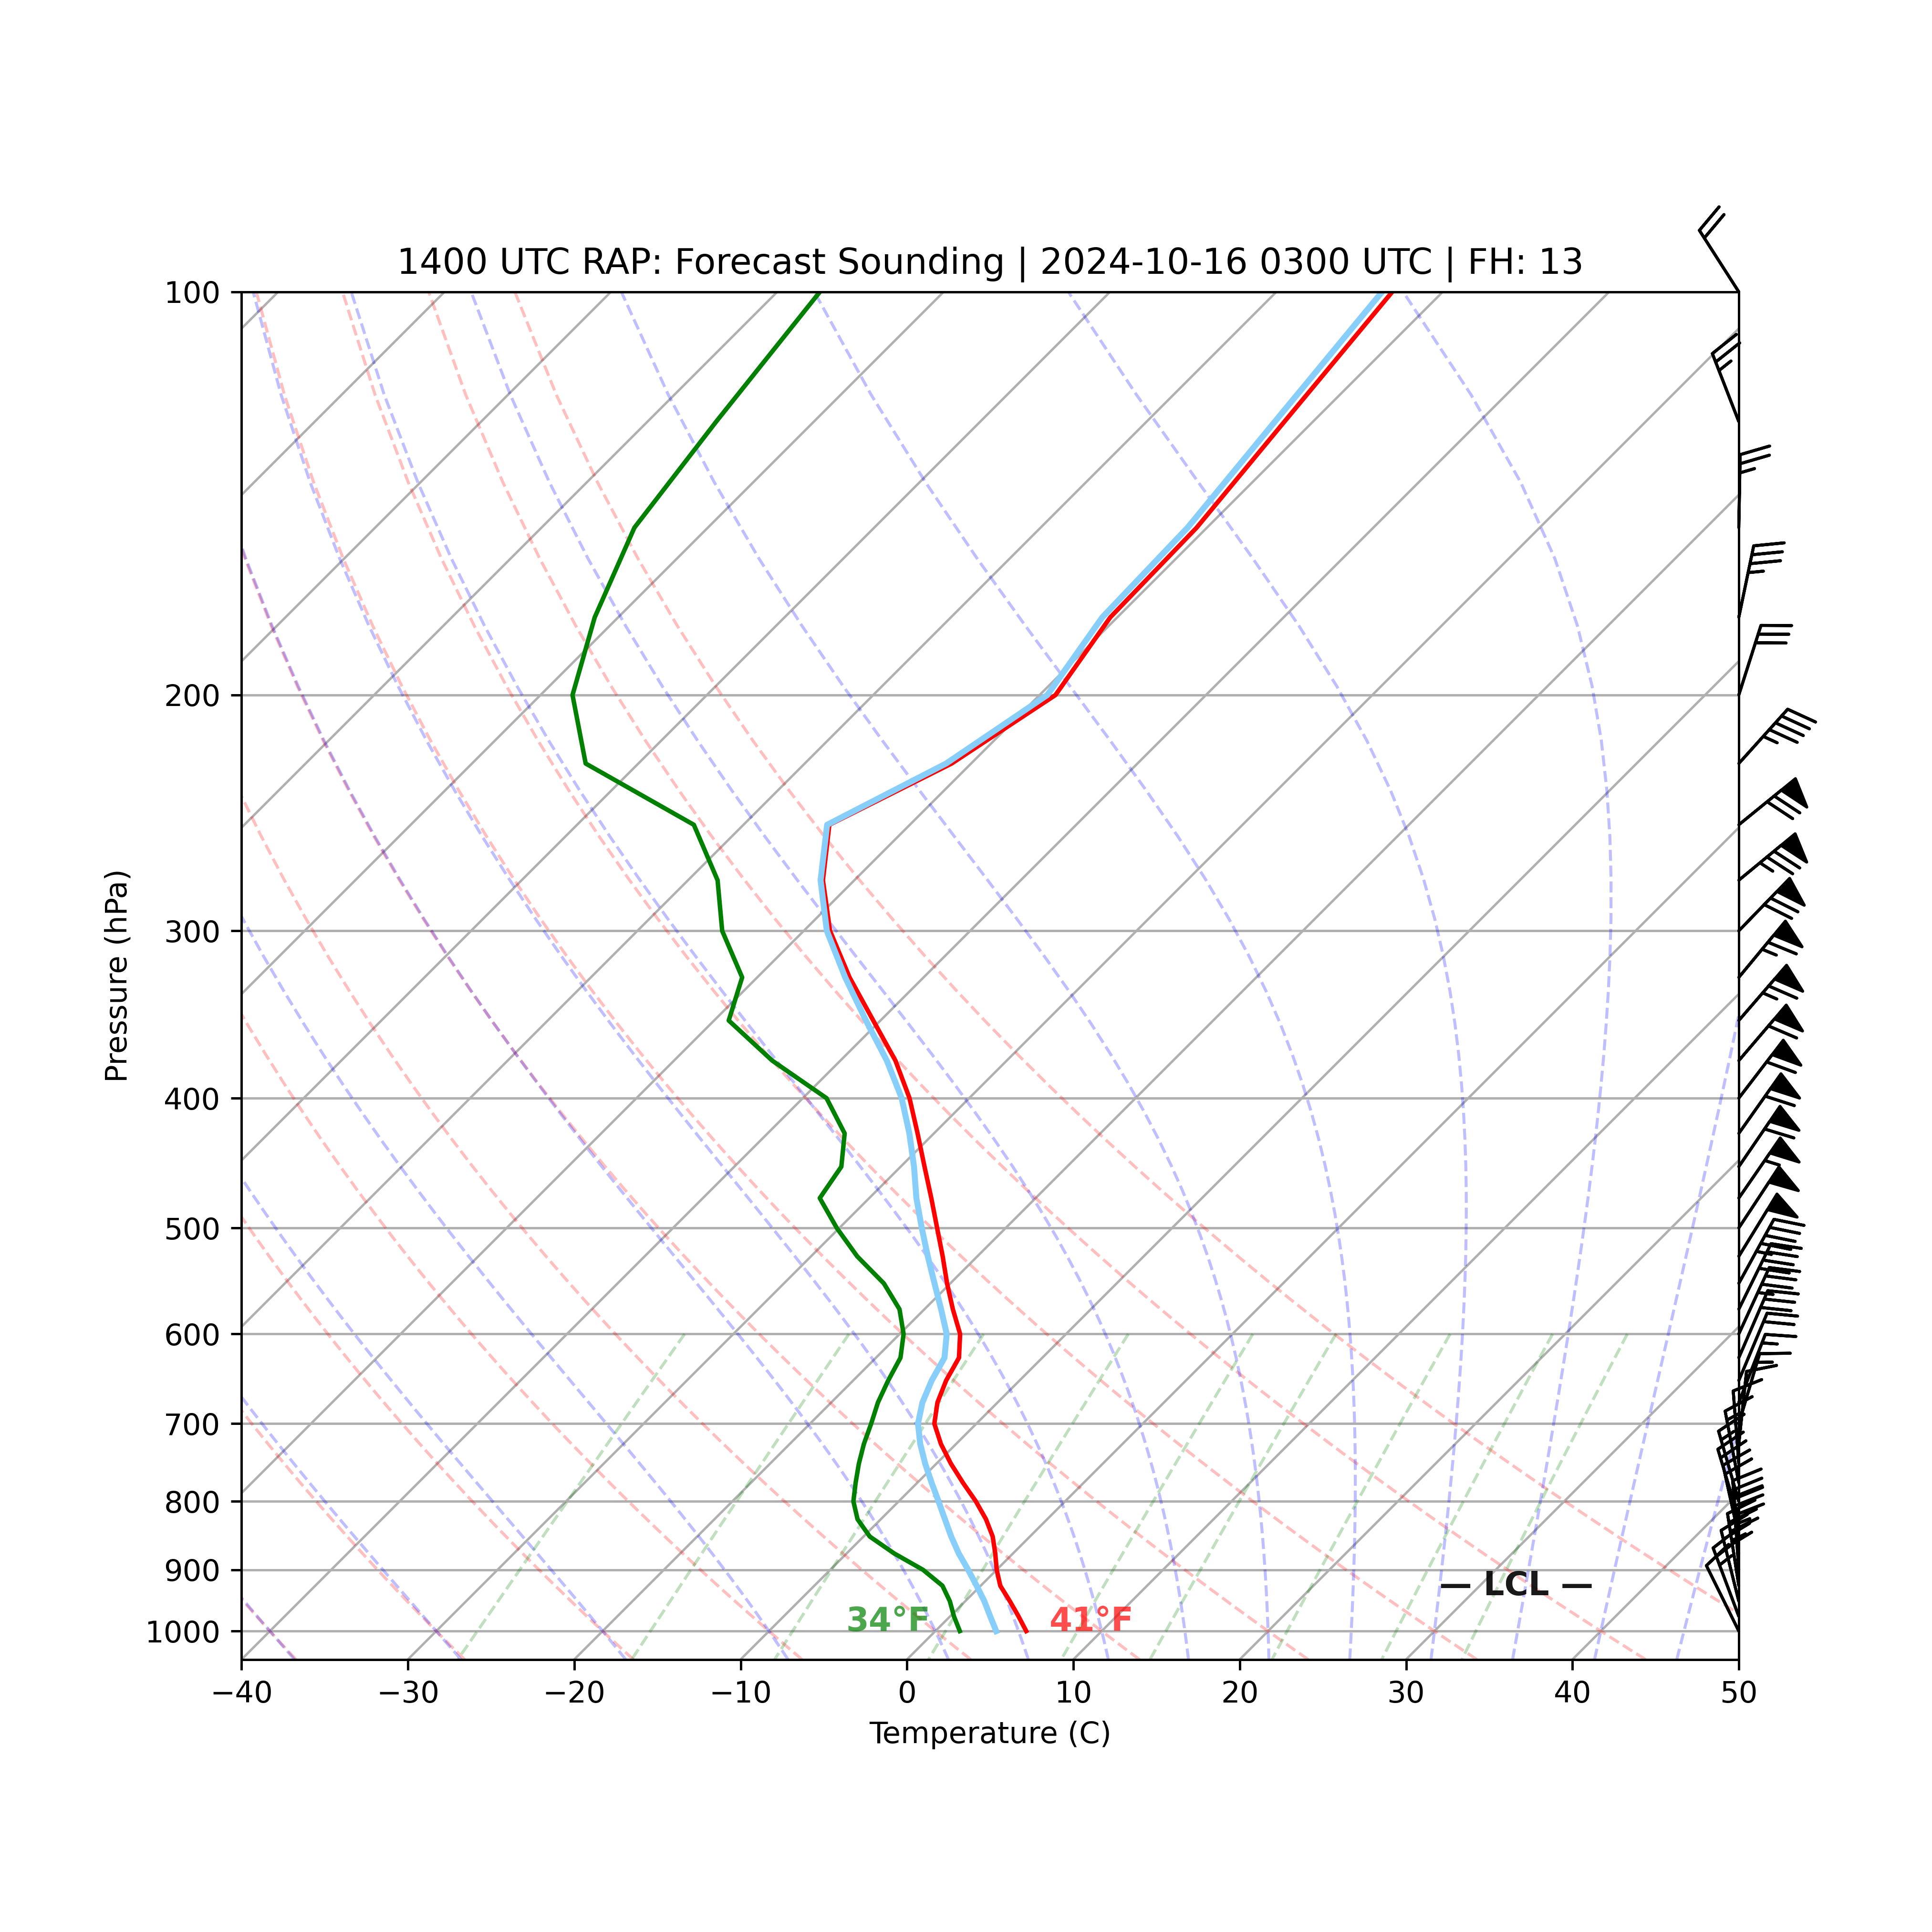 1400 UTC RAP: Forecast Sounding | 2024-10-16 0300 UTC | FH: 13
100
200
300
400
500
600
700
800
900
1000
Pressure (hPa)
— LCL —
34°F
41°F
−40 −30 −20 −10 0 10 20 30 40 50
Temperature (C)